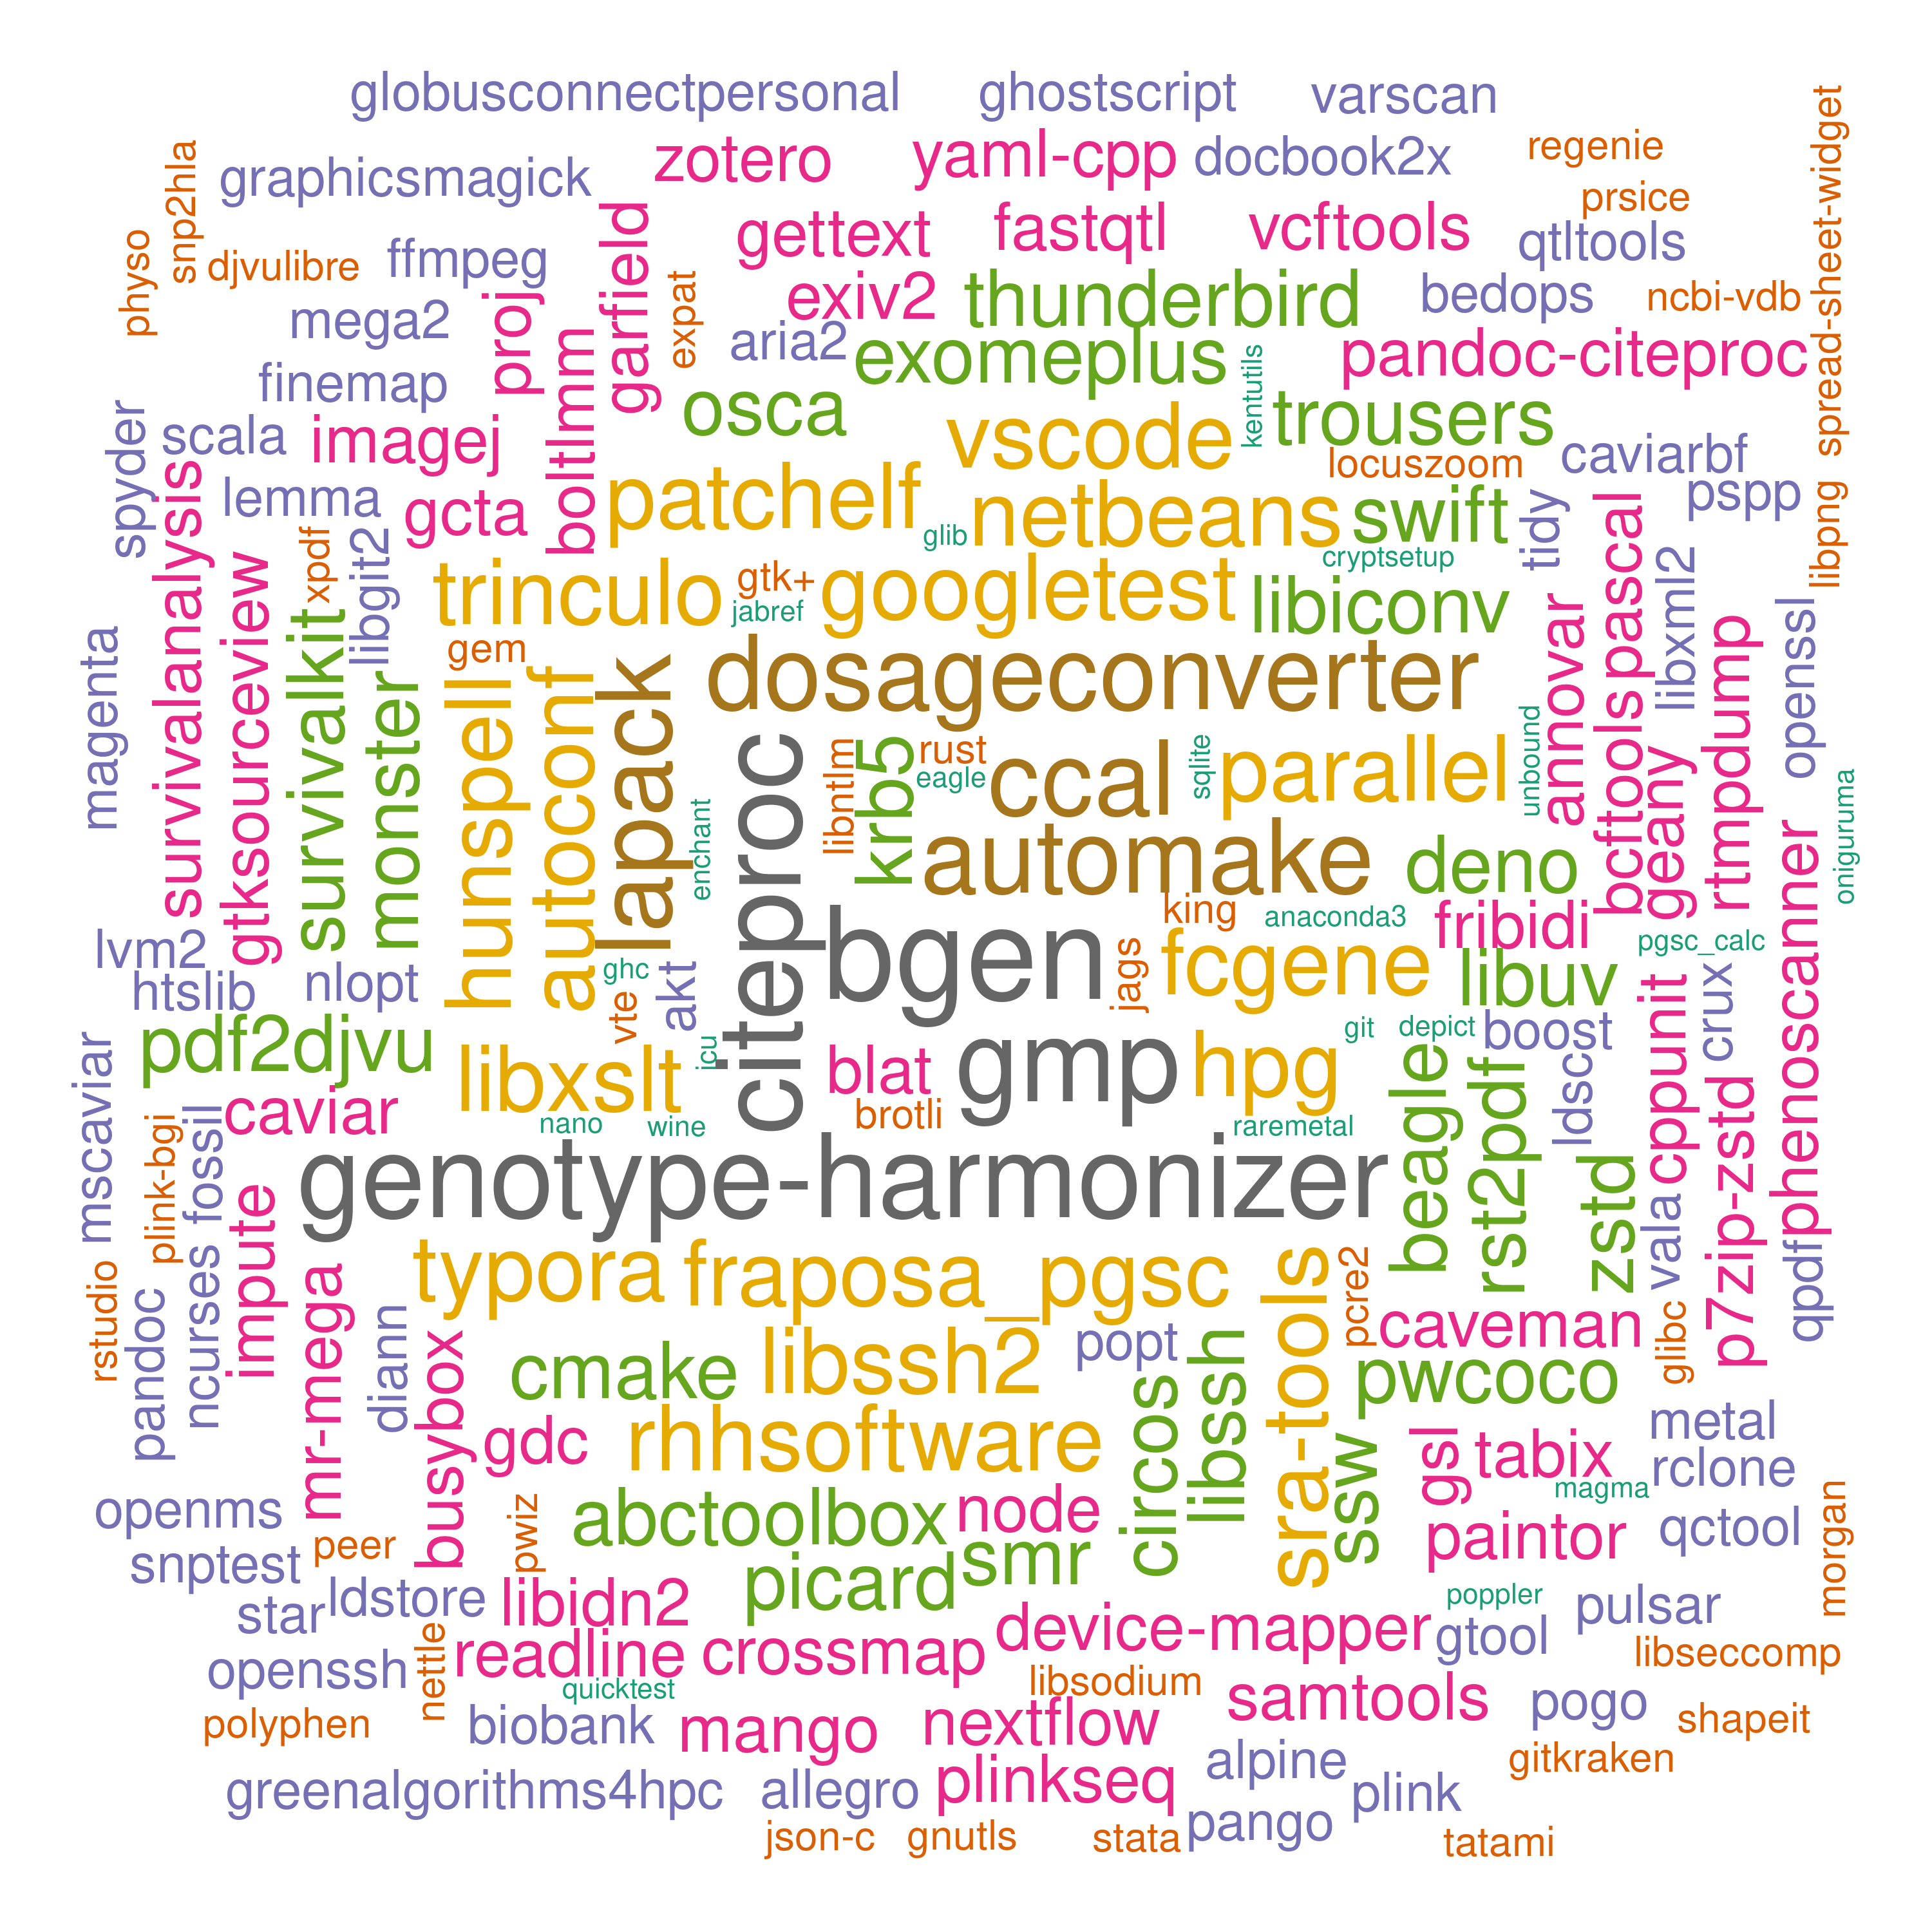 globusconnectpersonal
ghostscript
varscan
zotero
yaml-cpp
docbook2x
regenie
spread-sheet-widget
snp2hla
graphicsmagick
prsice
garfield
gettext
fastqtl
vcftools
qtltools
physo
djvulibre
ffmpeg
proj
expat
exiv2
thunderbird
bedops
ncbi-vdb
mega2
boltlmm
aria2
exomeplus
kentutils
pandoc-citeproc
finemap
osca
vscode
trousers
spyder
scala
imagej
locuszoom
caviarbf
survivalanalysis
lemma
gcta
patchelf
netbeans
glib
swift
tidy
pascal
pspp
libpng
xpdf
libgit2
gtksourceview
trinculo
gtk+
jabref
googletest
cryptsetup
libiconv
libxml2
annovar
openssl
magenta
survivalkit
monster
gem
hunspell
autoconf
lapack
dosageconverter
bcftools
rtmpdump
citeproc
libntlm
krb5
rust
eagle
ccal
sqlite
parallel
unbound
geany
oniguruma
enchant
automake
deno
phenoscanner
king
anaconda3
fribidi
pgsc_calc
lvm2
htslib
nlopt
ghc
vte
akt
bgen
jags
fcgene
libuv
cppunit
crux
pdf2djvu
libxslt
icu
blat
gmp
hpg
git
depict
boost
mscaviar
plink-bgi
fossil
caviar
nano
wine
brotli
raremetal
beagle
rst2pdf
ldsc
zstd
p7zip-zstd
genotype-harmonizer
vala
qpdf
rstudio
pandoc
ncurses
impute
mr-mega
diann
typora
fraposa_pgsc
sra-tools
pcre2
caveman
glibc
busybox
cmake
libssh2
popt
circos
libssh
pwcoco
gdc
rhhsoftware
ssw
gsl
tabix
metal
rclone
openms
snptest
peer
pwiz
abctoolbox
node
magma
paintor
qctool
morgan
smr
picard
star
ldstore
libidn2
poppler
pulsar
device-mapper
gtool
libseccomp
openssh
nettle
readline
crossmap
quicktest
libsodium
samtools
pogo
shapeit
polyphen
biobank
mango
nextflow
gitkraken
alpine
greenalgorithms4hpc
allegro
plinkseq
plink
pango
json-c
gnutls
stata
tatami